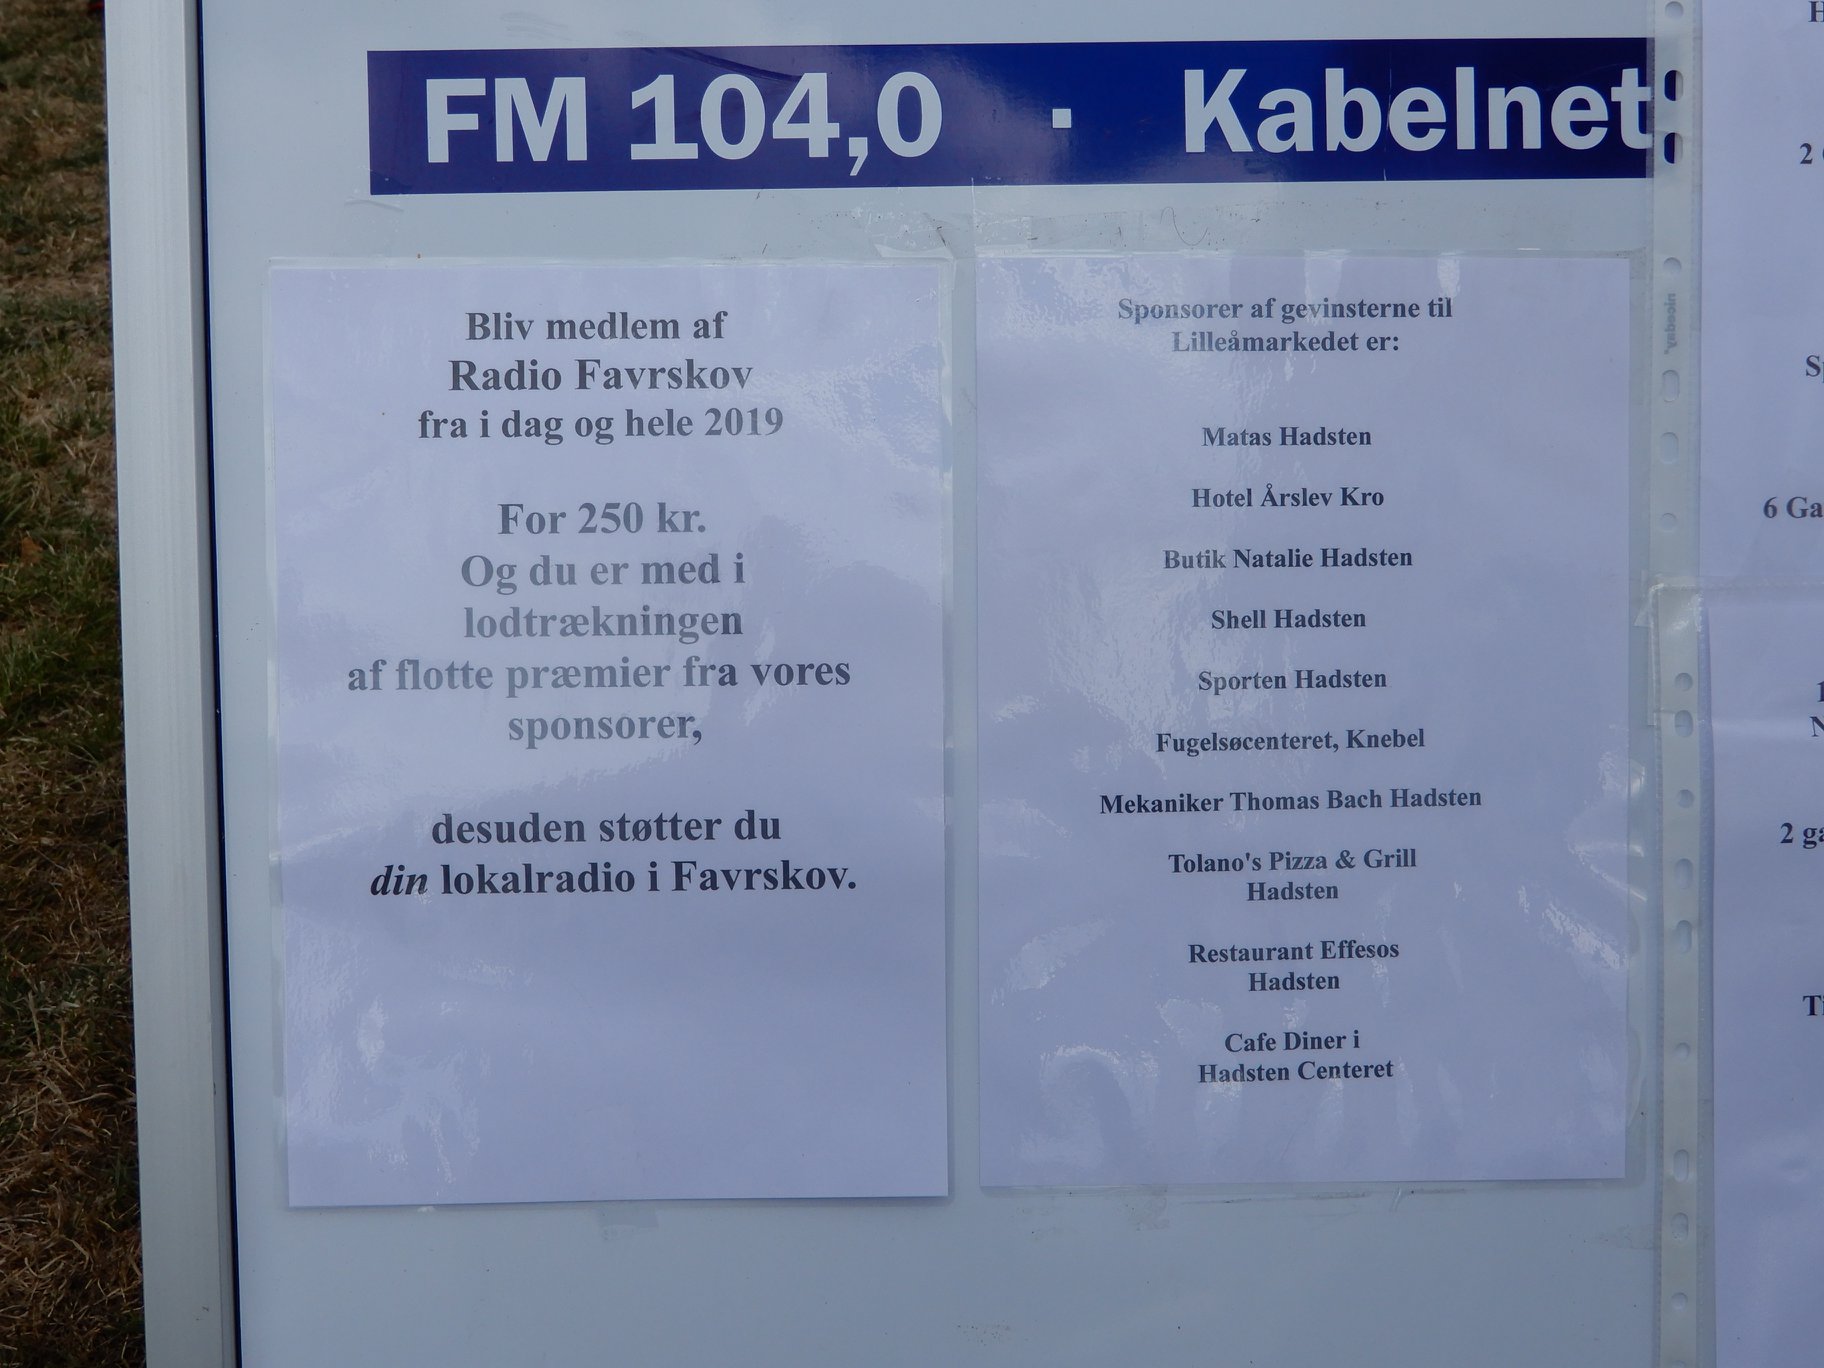 FM 104,0 · Kabelnet
Bliv medlem af
Radio Favrskov
fra i dag og hele 2019
For 250 kr.
Og du er med i
lodtrækningen
af flotte præmier fra vores
sponsorer,
desuden støtter du
din lokalradio i Favrskov.
Sponsorer af gevinsterne til
Lilleåmarkedet er:
Matas Hadsten
Hotel Årslev Kro
Butik Natalie Hadsten
Shell Hadsten
Sporten Hadsten
Fugelsøcenteret, Knebel
Mekaniker Thomas Bach Hadsten
Tolano's Pizza & Grill
Hadsten
Restaurant Effesos
Hadsten
Cafe Diner i
Hadsten Centeret
2
6
2